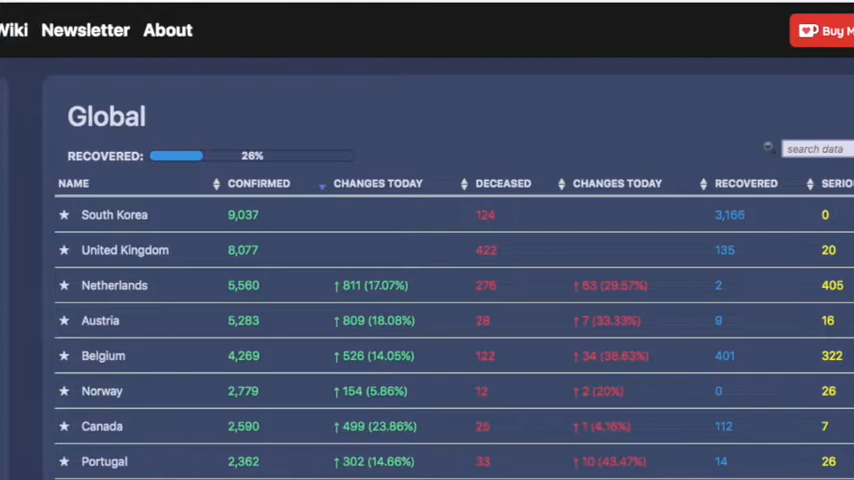 Wiki Newsletter About Buy M
Global
RECOVERED: 26% search data
NAME CONFIRMED CHANGES TODAY DECEASED CHANGES TODAY RECOVERED SERIO
★ South Korea 9,037 124 3,166 0
★ United Kingdom 8,077 422 135 20
★ Netherlands 5,560 ↑ 811 (17.07%) 276 ↑ 63 (29.57%) 2 405
★ Austria 5,283 ↑ 809 (18.08%) 28 ↑ 7 (33.33%) 9 16
★ Belgium 4,269 ↑ 526 (14.05%) 122 ↑ 34 (38.63%) 401 322
★ Norway 2,779 ↑ 154 (5.86%) 12 ↑ 2 (20%) 0 26
★ Canada 2,590 ↑ 499 (23.86%) 25 ↑ 1 (4.16%) 112 7
★ Portugal 2,362 ↑ 302 (14.66%) 33 ↑ 10 (43.47%) 14 26